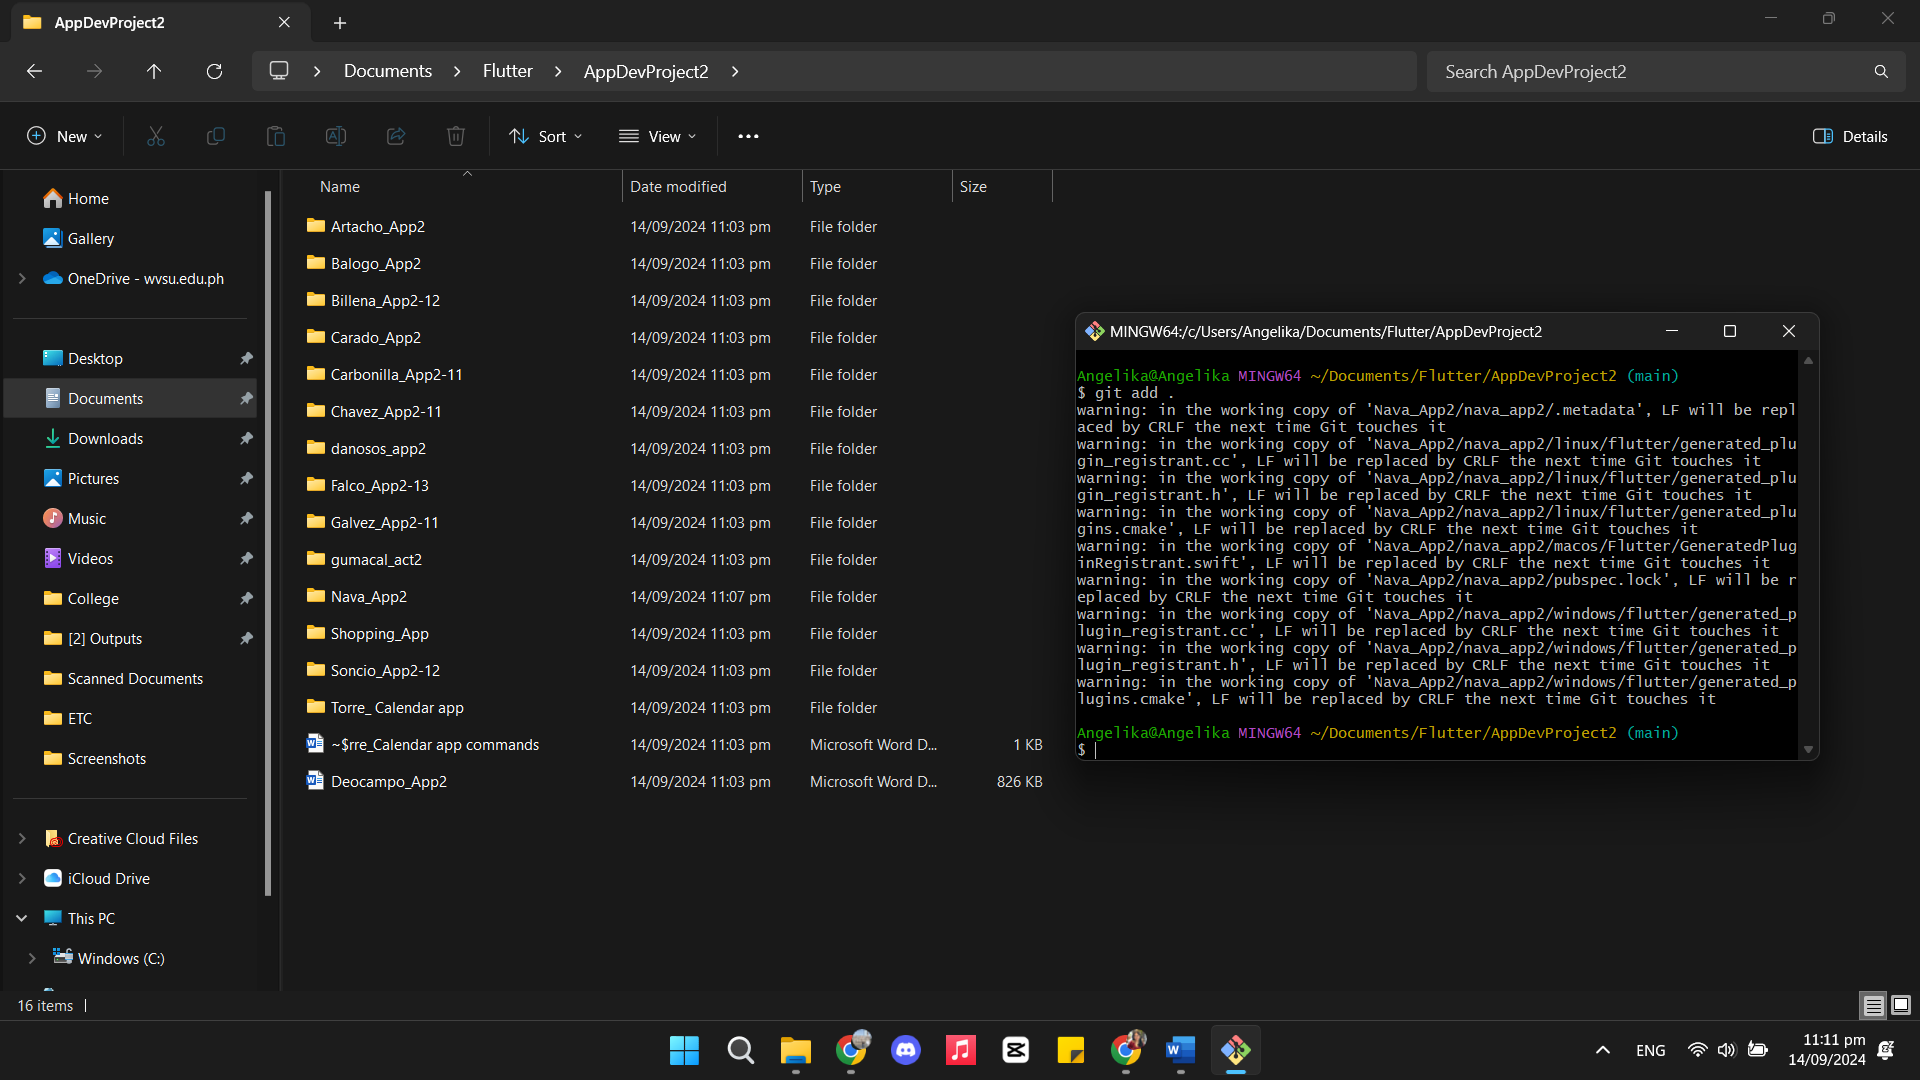 AppDevProject2
Documents
Flutter
AppDevProject2
Search AppDevProject2
New
Sort
View
Details
Home
Gallery
OneDrive - wvsu.edu.ph
Desktop
Documents
Downloads
Pictures
Music
Videos
College
[2] Outputs
Scanned Documents
ETC
Screenshots
Creative Cloud Files
iCloud Drive
This PC
Windows (C:)
Name Date modified Type Size
Artacho_App2 14/09/2024 11:03 pm File folder
Balogo_App2 14/09/2024 11:03 pm File folder
Billena_App2-12 14/09/2024 11:03 pm File folder
Carado_App2 14/09/2024 11:03 pm File folder
Carbonilla_App2-11 14/09/2024 11:03 pm File folder
Chavez_App2-11 14/09/2024 11:03 pm File folder
danosos_app2 14/09/2024 11:03 pm File folder
Falco_App2-13 14/09/2024 11:03 pm File folder
Galvez_App2-11 14/09/2024 11:03 pm File folder
gumacal_act2 14/09/2024 11:03 pm File folder
Nava_App2 14/09/2024 11:07 pm File folder
Shopping_App 14/09/2024 11:03 pm File folder
Soncio_App2-12 14/09/2024 11:03 pm File folder
Torre_ Calendar app 14/09/2024 11:03 pm File folder
~$rre_Calendar app commands 14/09/2024 11:03 pm Microsoft Word D... 1 KB
Deocampo_App2 14/09/2024 11:03 pm Microsoft Word D... 826 KB
MINGW64:/c/Users/Angelika/Documents/Flutter/AppDevProject2
Angelika@Angelika MINGW64 ~/Documents/Flutter/AppDevProject2 (main)
$ git add .
warning: in the working copy of 'Nava_App2/nava_app2/.metadata', LF will be repl
aced by CRLF the next time Git touches it
warning: in the working copy of 'Nava_App2/nava_app2/linux/flutter/generated_plu
gin_registrant.cc', LF will be replaced by CRLF the next time Git touches it
warning: in the working copy of 'Nava_App2/nava_app2/linux/flutter/generated_plu
gin_registrant.h', LF will be replaced by CRLF the next time Git touches it
warning: in the working copy of 'Nava_App2/nava_app2/linux/flutter/generated_plu
gins.cmake', LF will be replaced by CRLF the next time Git touches it
warning: in the working copy of 'Nava_App2/nava_app2/macos/Flutter/GeneratedPlug
inRegistrant.swift', LF will be replaced by CRLF the next time Git touches it
warning: in the working copy of 'Nava_App2/nava_app2/pubspec.lock', LF will be r
eplaced by CRLF the next time Git touches it
warning: in the working copy of 'Nava_App2/nava_app2/windows/flutter/generated_p
lugin_registrant.cc', LF will be replaced by CRLF the next time Git touches it
warning: in the working copy of 'Nava_App2/nava_app2/windows/flutter/generated_p
lugin_registrant.h', LF will be replaced by CRLF the next time Git touches it
warning: in the working copy of 'Nava_App2/nava_app2/windows/flutter/generated_p
lugins.cmake', LF will be replaced by CRLF the next time Git touches it
Angelika@Angelika MINGW64 ~/Documents/Flutter/AppDevProject2 (main)
$
16 items
ENG
11:11 pm
14/09/2024